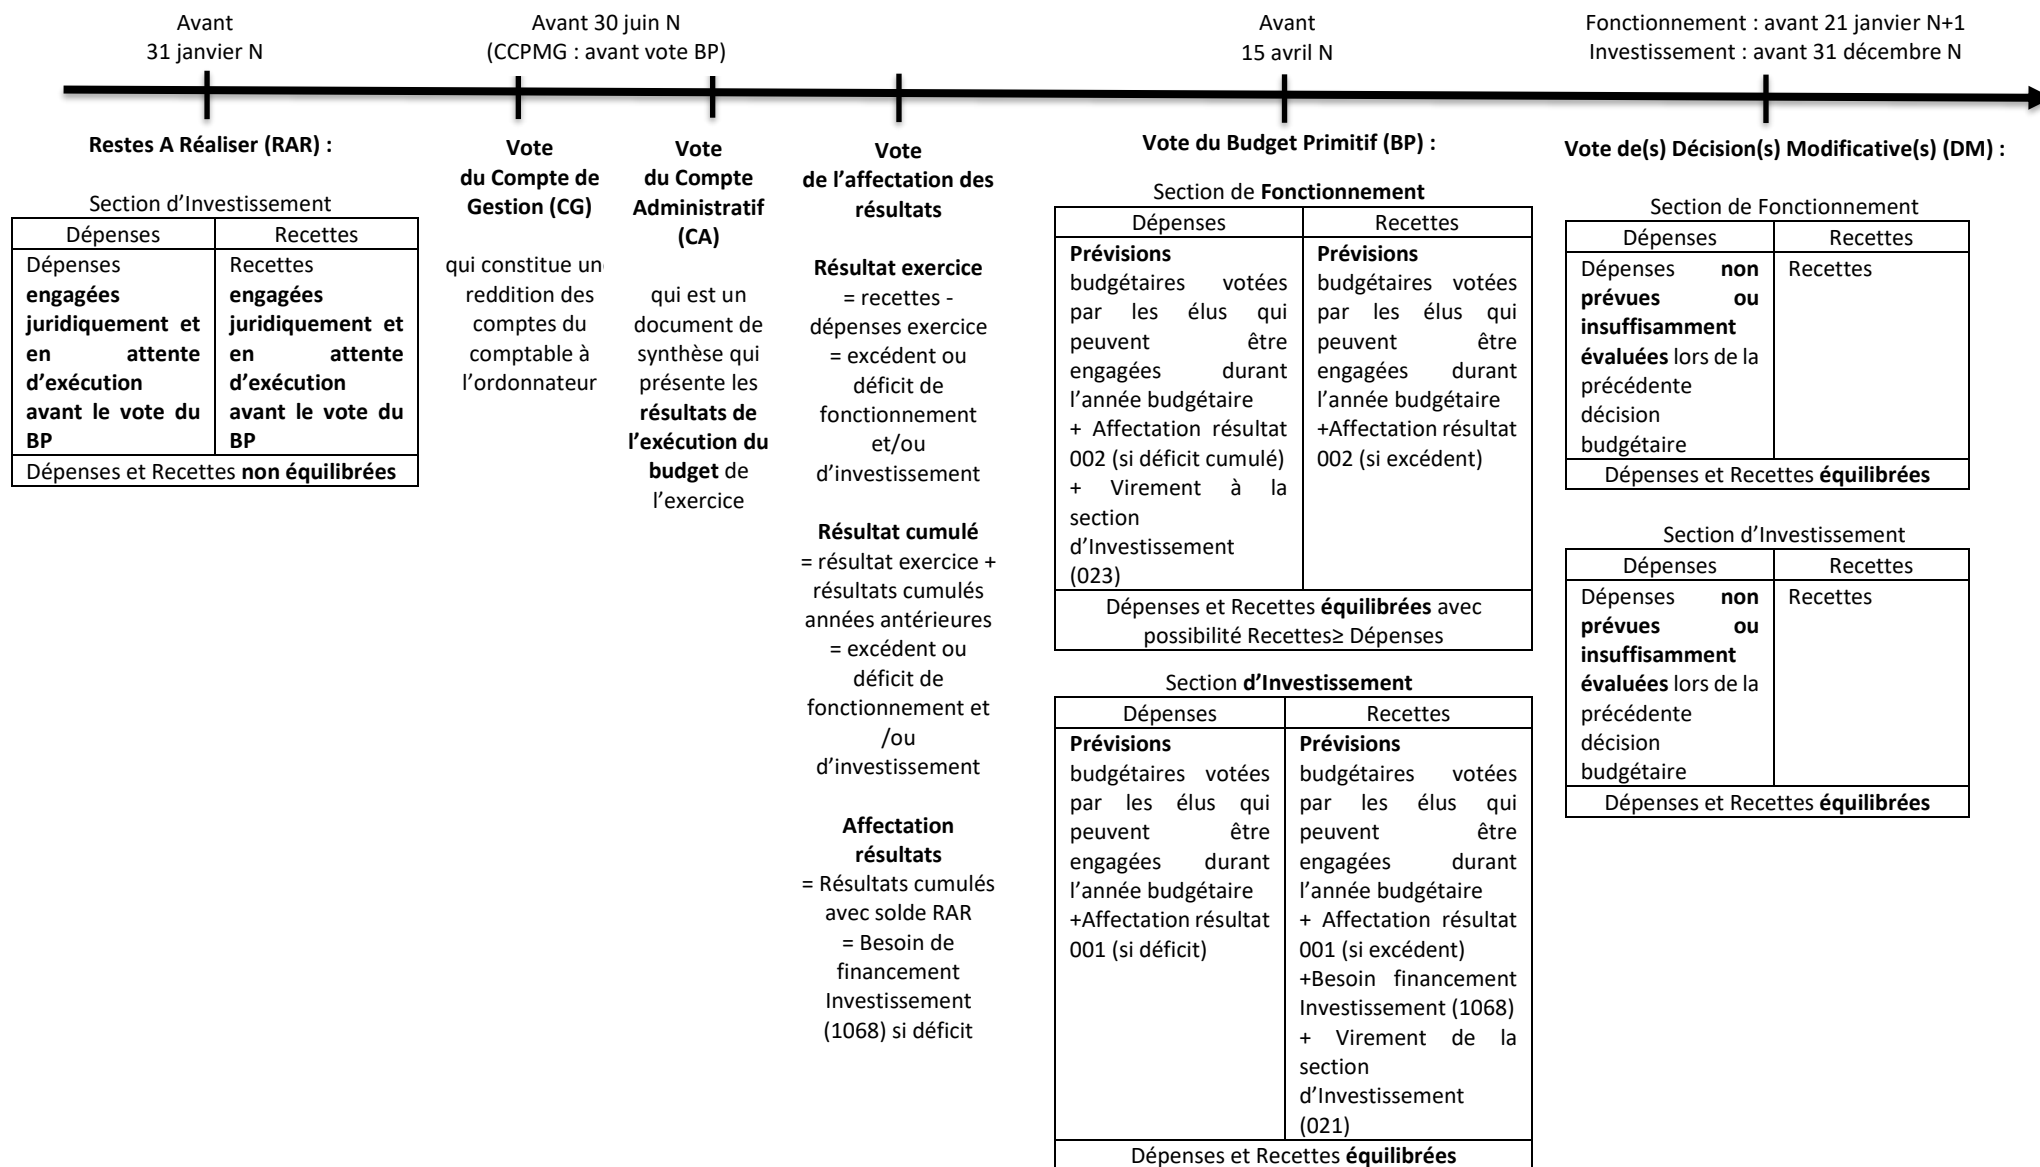 Avant
31 janvier N
Avant 30 juin N
(CCPMG : avant vote BP)
Avant
15 avril N
Fonctionnement : avant 21 janvier N+1
Investissement : avant 31 décembre N
Restes A Réaliser (RAR) :
Section d’Investissement
Dépenses
Recettes
Dépenses
engagées
juridiquement et
en attente
d’exécution
avant le vote du
BP
Recettes
engagées
juridiquement et
en attente
d’exécution
avant le vote du
BP
Dépenses et Recettes non équilibrées
Vote
du Compte de
Gestion (CG)
qui constitue un
reddition des
comptes du
comptable à
l’ordonnateur
Vote
du Compte
Administratif
(CA)
qui est un
document de
synthèse qui
présente les
résultats de
l’exécution du
budget de
l’exercice
Vote
de l’affectation des
résultats
Résultat exercice
= recettes -
dépenses exercice
= excédent ou
déficit de
fonctionnement
et/ou
d’investissement
Résultat cumulé
= résultat exercice +
résultats cumulés
années antérieures
= excédent ou
déficit de
fonctionnement et
/ou
d’investissement
Affectation
résultats
= Résultats cumulés
avec solde RAR
= Besoin de
financement
Investissement
(1068) si déficit
Vote du Budget Primitif (BP) :
Section de Fonctionnement
Dépenses
Recettes
Prévisions
budgétaires votées
par les élus qui
peuvent être
engagées durant
l’année budgétaire
+ Affectation résultat
002 (si déficit cumulé)
+ Virement à la
section
d’Investissement
(023)
Prévisions
budgétaires votées
par les élus qui
peuvent être
engagées durant
l’année budgétaire
+Affectation résultat
002 (si excédent)
Dépenses et Recettes équilibrées avec
possibilité Recettes≥ Dépenses
Section d’Investissement
Dépenses
Recettes
Prévisions
budgétaires votées
par les élus qui
peuvent être
engagées durant
l’année budgétaire
+Affectation résultat
001 (si déficit)
Prévisions
budgétaires votées
par les élus qui
peuvent être
engagées durant
l’année budgétaire
+ Affectation résultat
001 (si excédent)
+Besoin financement
Investissement (1068)
+ Virement de la
section
d’Investissement
(021)
Dépenses et Recettes équilibrées
Vote de(s) Décision(s) Modificative(s) (DM) :
Section de Fonctionnement
Dépenses
Recettes
Dépenses non
prévues ou
insuffisamment
évaluées lors de la
précédente
décision
budgétaire
Recettes
Dépenses et Recettes équilibrées
Section d’Investissement
Dépenses
Recettes
Dépenses non
prévues ou
insuffisamment
évaluées lors de la
précédente
décision
budgétaire
Recettes
Dépenses et Recettes équilibrées